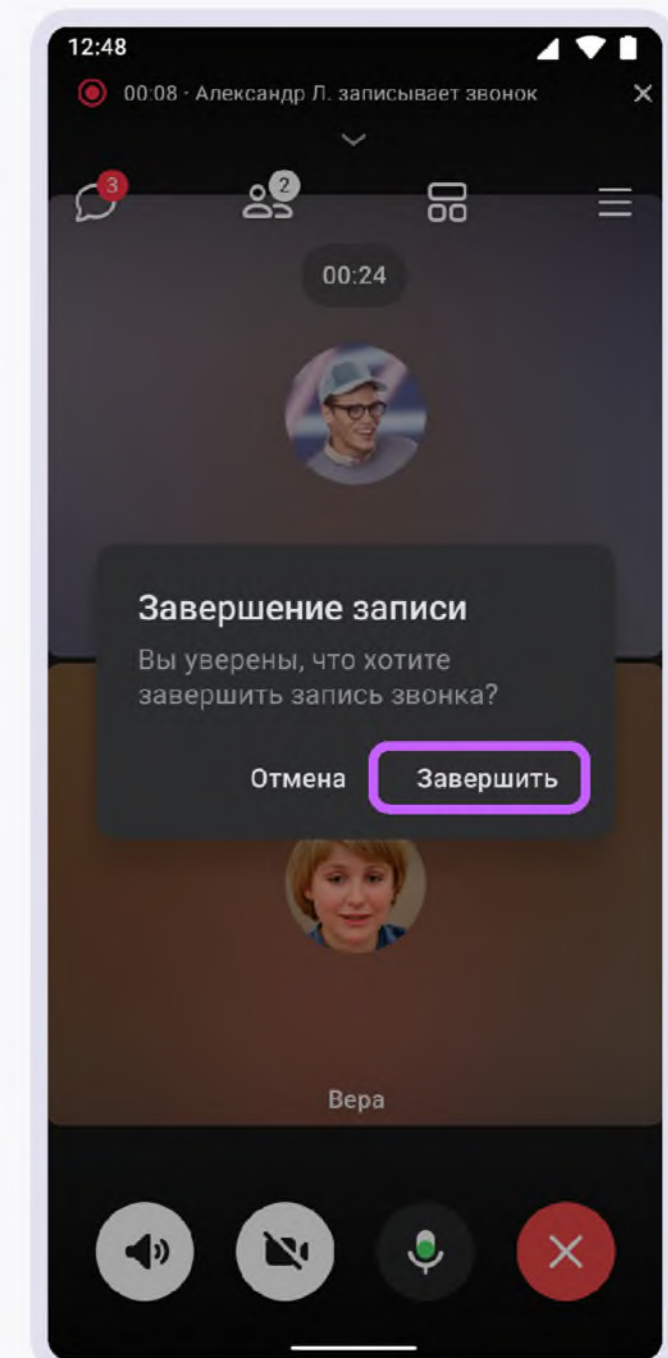 12:48
00:08 · Александр Л. записывает звонок
3
2
00:24
Завершение записи
Вы уверены, что хотите
завершить запись звонка?
Отмена
Завершить
Вера